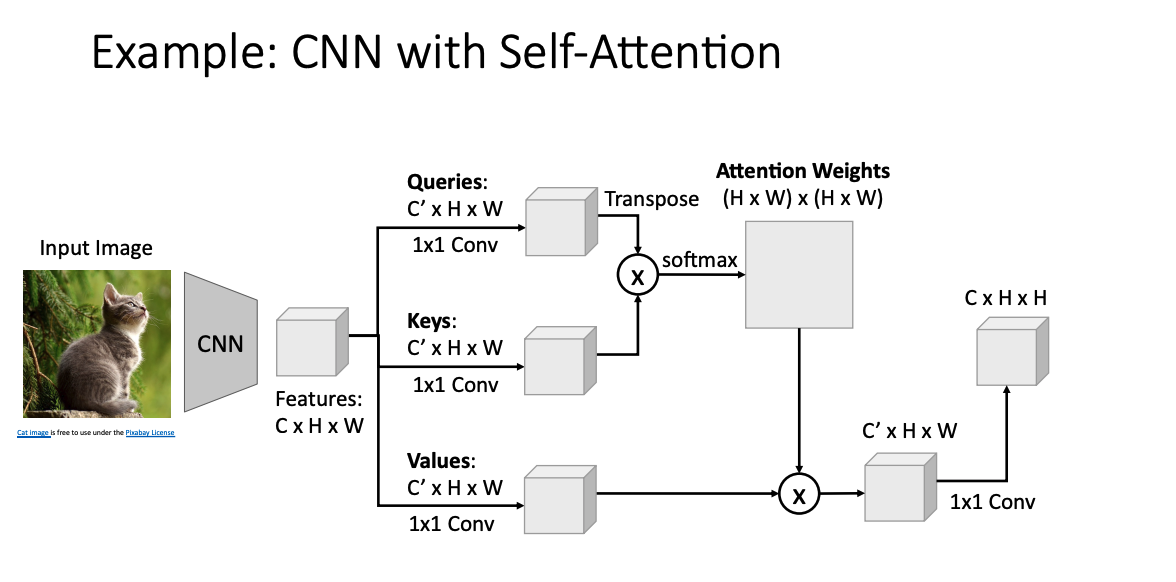 Example: CNN with Self-Attention
Input Image
Cat image is free to use under the Pixabay License
CNN
Features:
C x H x W
Queries:
C’ x H x W
1x1 Conv
Keys:
C’ x H x W
1x1 Conv
Values:
C’ x H x W
1x1 Conv
Transpose
X
softmax
Attention Weights
(H x W) x (H x W)
X
C’ x H x W
1x1 Conv
C x H x H